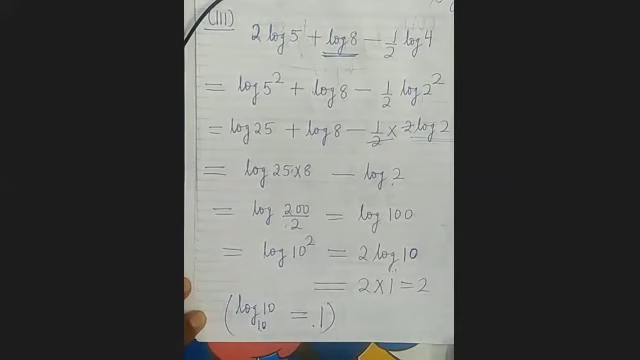 (III)
2 log 5 + log 8 - 1/2 log 4
= log 5² + log 8 - 1/2 log 2²
= log 25 + log 8 - 1/2 × 2 log 2
= log 25×8 - log 2
= log 200/2 = log 100
= log 10² = 2 log 10
= 2 × 1 = 2
(log₁₀ 10 = 1)